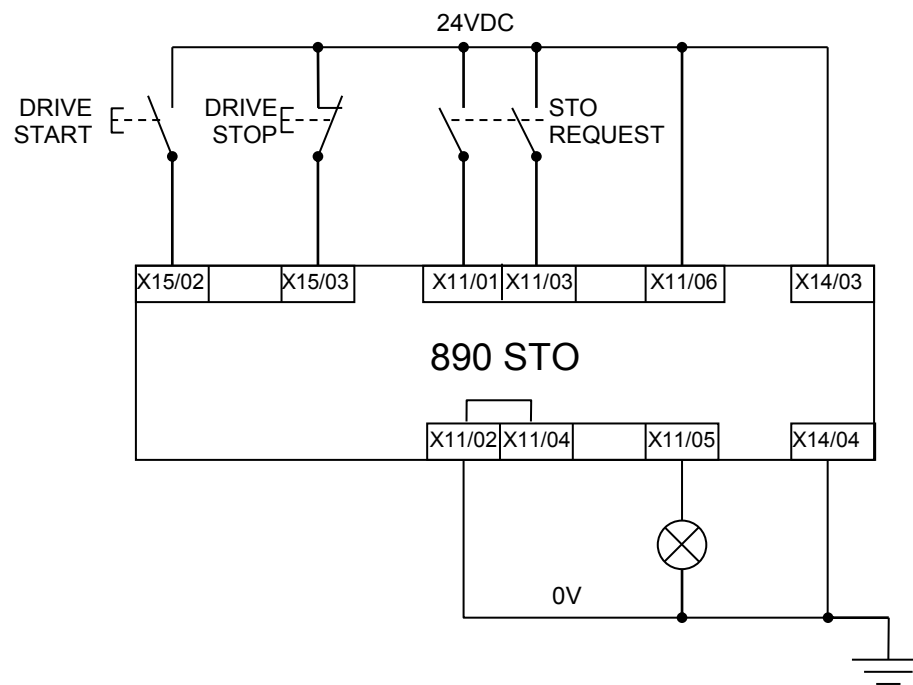 24VDC
DRIVE
START
DRIVE
STOP
STO
REQUEST
X15/02
X15/03
X11/01
X11/03
X11/06
X14/03
890 STO
X11/02
X11/04
X11/05
X14/04
0V